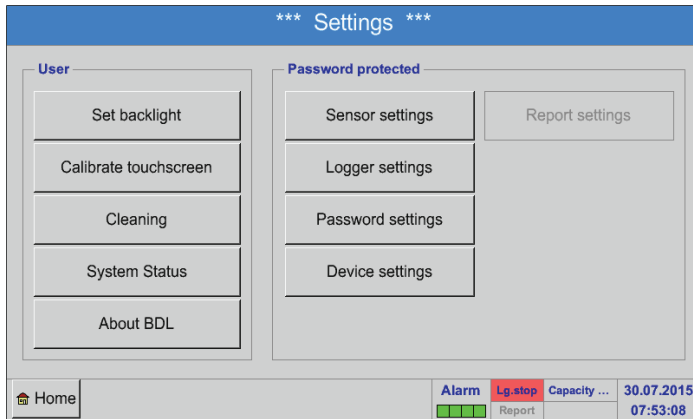 *** Settings ***
User
Set backlight
Calibrate touchscreen
Cleaning
System Status
About BDL
Password protected
Sensor settings
Report settings
Logger settings
Password settings
Device settings
Home
Alarm
Lg.stop
Capacity ...
30.07.2015
Report
07:53:08